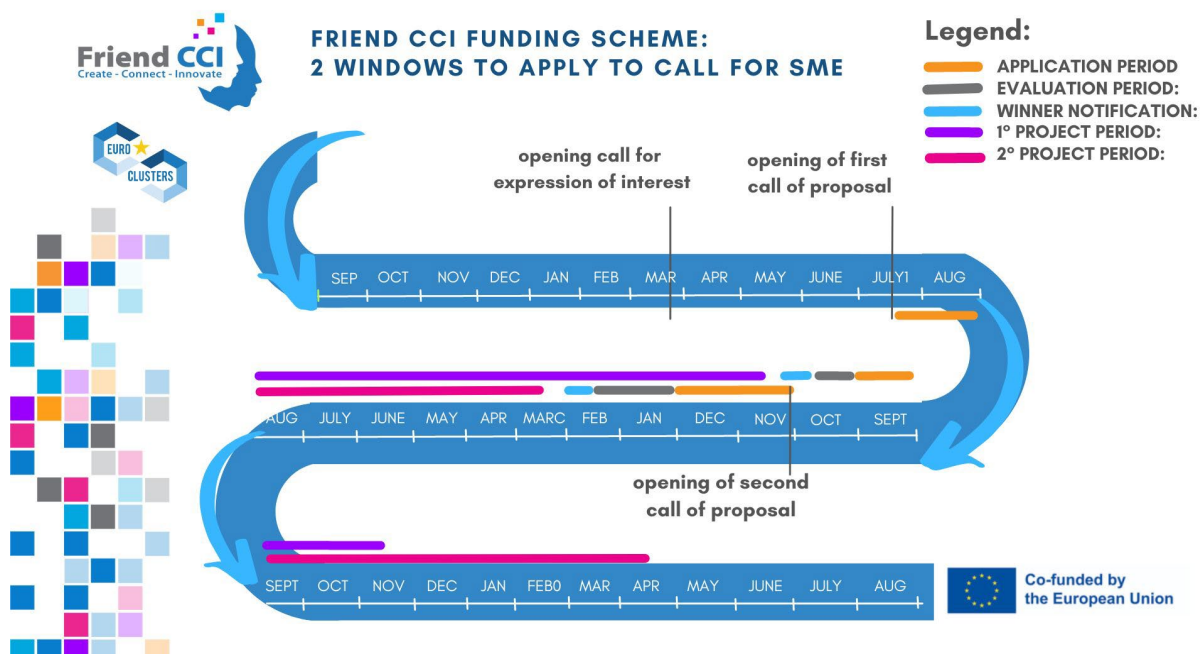 Friend CCI
Create - Connect - Innovate
FRIEND CCI FUNDING SCHEME:
2 WINDOWS TO APPLY TO CALL FOR SME
Legend:
APPLICATION PERIOD
EVALUATION PERIOD:
WINNER NOTIFICATION:
1º PROJECT PERIOD:
2º PROJECT PERIOD:
EURO
CLUSTERS
opening call for
expression of interest
opening of first
call of proposal
SEP OCT NOV DEC JAN FEB MAR APR MAY JUNE JULY1 AUG
AUG JULY JUNE MAY APR MARC FEB JAN DEC NOV OCT SEPT
opening of second
call of proposal
SEPT OCT NOV DEC JAN FEB0 MAR APR MAY JUNE JULY AUG
Co-funded by
the European Union